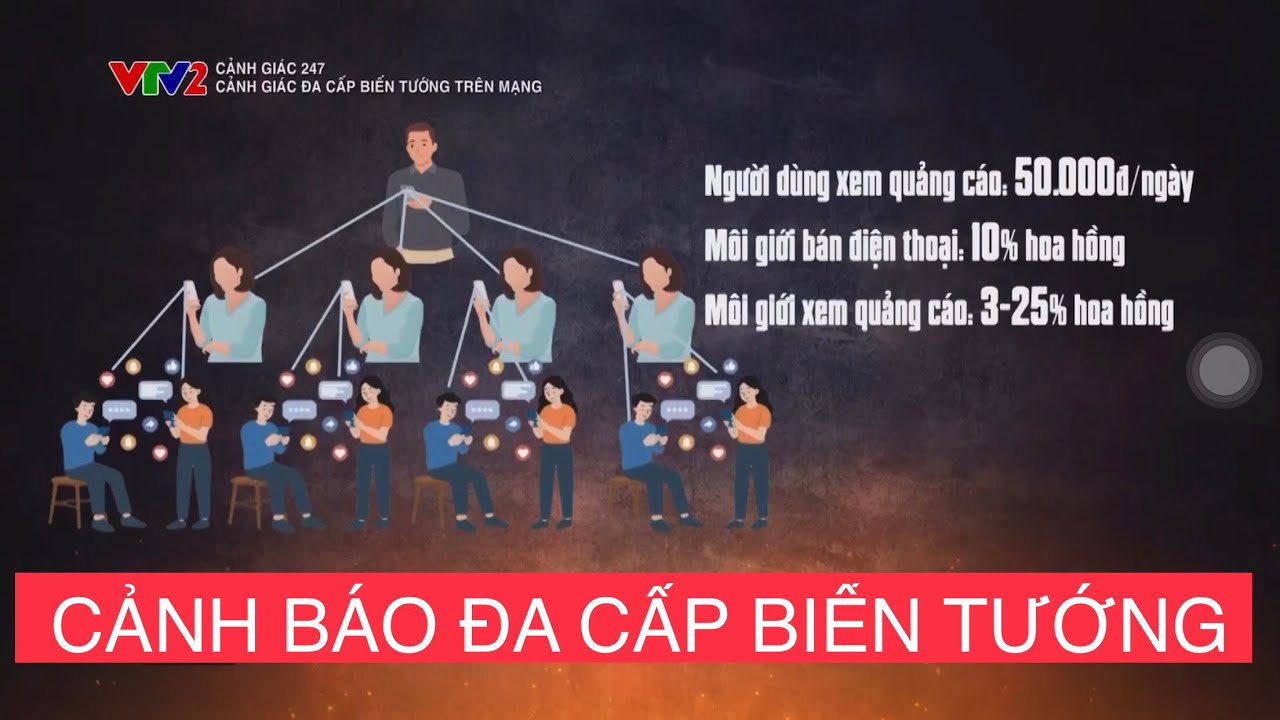 VTV2
CẢNH GIÁC 247
CẢNH GIÁC ĐA CẤP BIẾN TƯỚNG TRÊN MẠNG
Người dùng xem quảng cáo: 50.000đ/ngày
Môi giới bán điện thoại: 10% hoa hồng
Môi giới xem quảng cáo: 3-25% hoa hồng
CẢNH BÁO ĐA CẤP BIẾN TƯỚNG